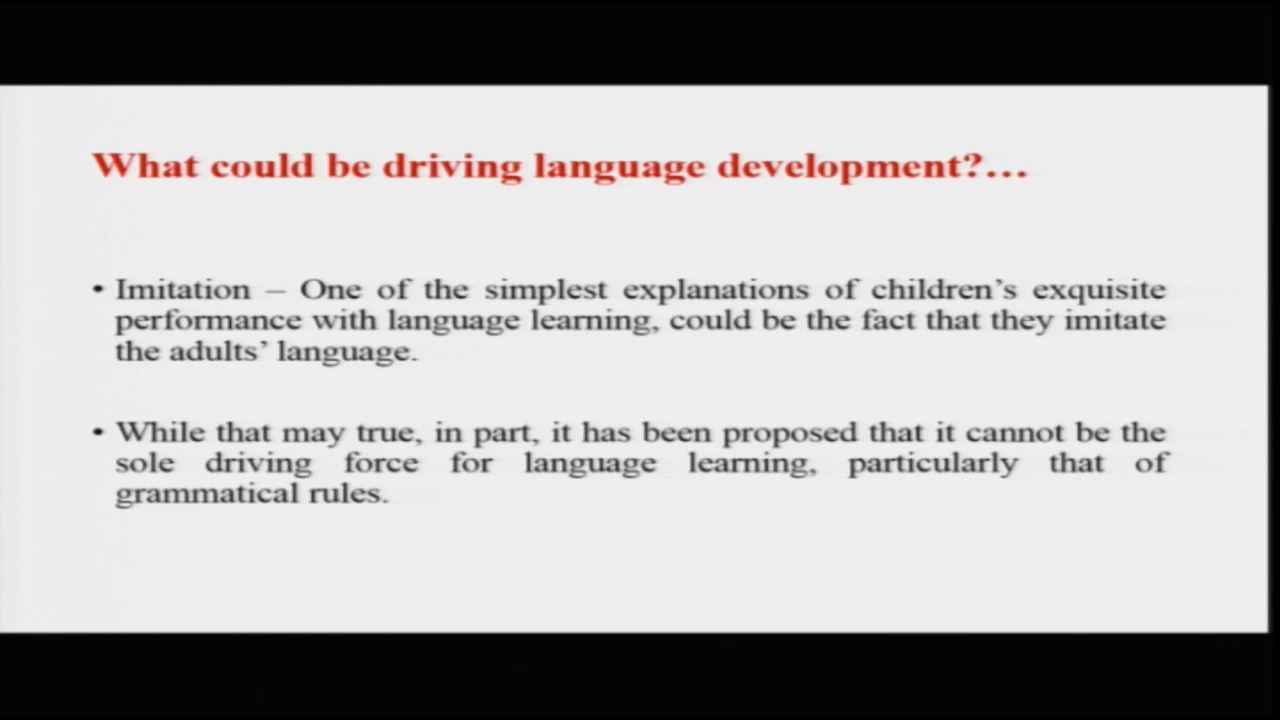 What could be driving language development?...
• Imitation – One of the simplest explanations of children's exquisite
performance with language learning, could be the fact that they imitate
the adults' language.
• While that may true, in part, it has been proposed that it cannot be the
sole driving force for language learning, particularly that of
grammatical rules.